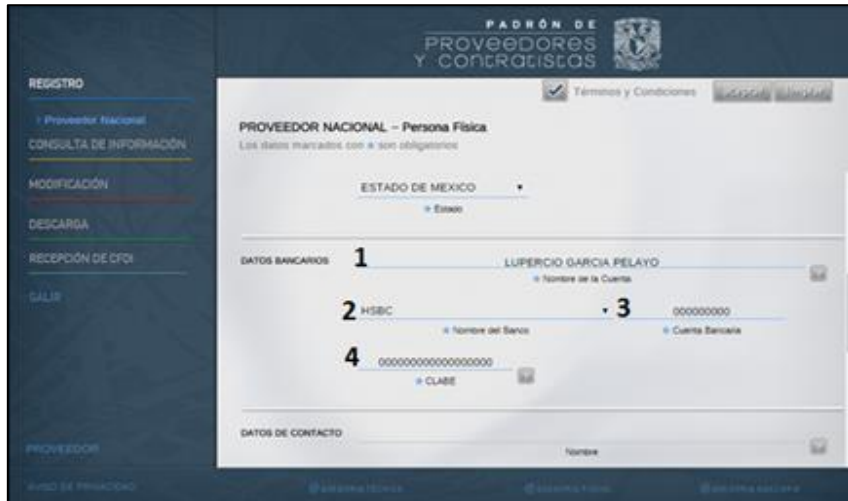 PADRÓN DE
PROVEEDORES
Y CONTRATISTAS
REGISTRO
› Proveedor Nacional
CONSULTA DE INFORMACIÓN
MODIFICACIÓN
DESCARGA
RECEPCIÓN DE CFDI
SALIR
PROVEEDOR
AVISO DE PRIVACIDAD
Términos y Condiciones
PROVEEDOR NACIONAL – Persona Física
Los datos marcados con * son obligatorios
ESTADO DE MEXICO
* Estado
DATOS BANCARIOS 1 LUPERCIO GARCIA PELAYO
* Nombre de la Cuenta
2 HSBC 3 000000000
* Nombre del Banco * Cuenta Bancaria
4 000000000000000000
* CLABE
DATOS DE CONTACTO
Nombre